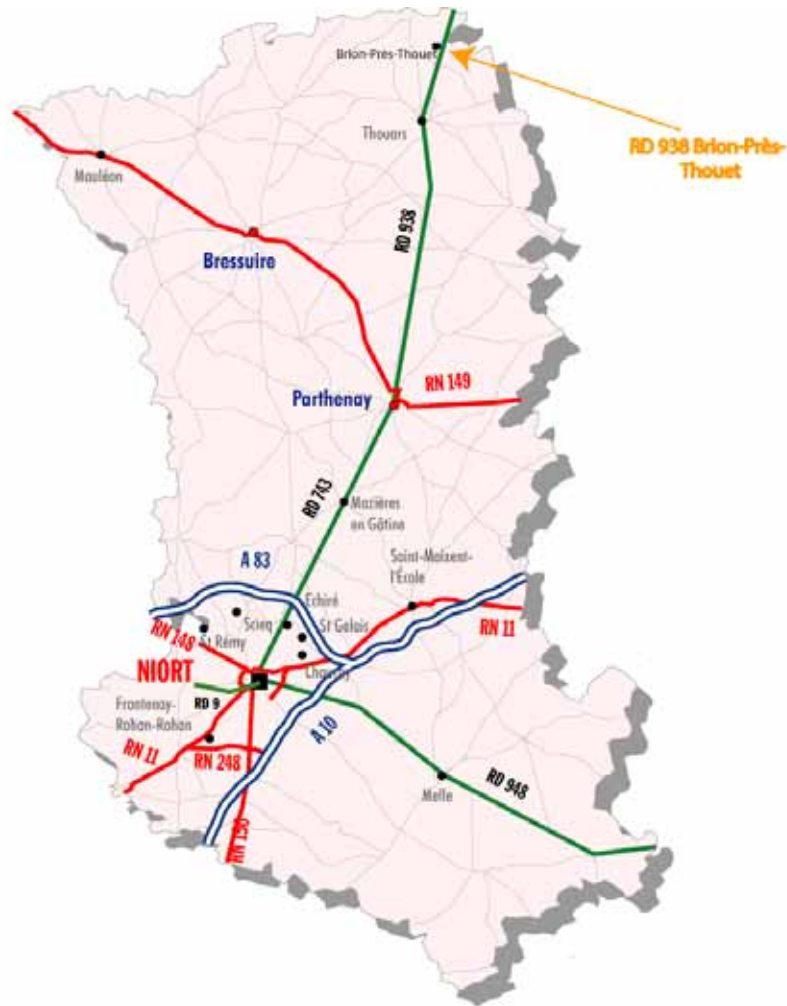 Brion-Près-Thouet
RD 938 Brion-Près-
Thouet
Thouars
Mauléon
RD 938
Bressuire
RN 149
Parthenay
RD 743
Mazières
en Gâtine
A 83
Saint-Maixent-
l'École
Echiré
Sciecq
St Gelais
RN 148
St Rémy
RN 11
Chauray
NIORT
RD 9
Frontenay-
Rohan-Rohan
A 10
RN 11
RN 248
RD 948
Melle
RN 150